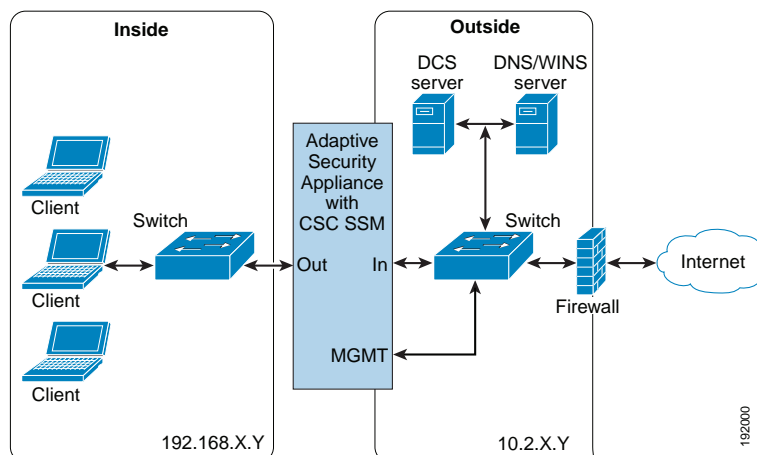 Inside
Outside
DCS
server
DNS/WINS
server
Adaptive
Security
Appliance
with
CSC SSM
Client
Switch
Switch
Client
Out
In
Internet
Firewall
MGMT
Client
192.168.X.Y
10.2.X.Y
192000